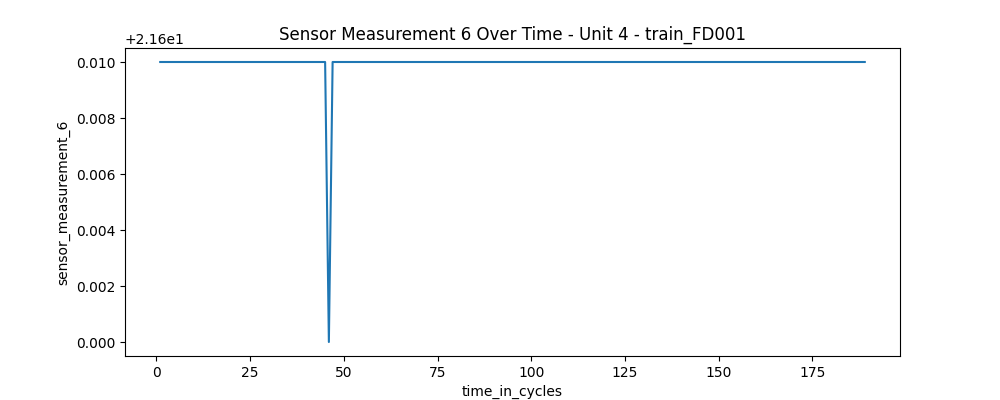 Sensor Measurement 6 Over Time - Unit 4 - train_FD001
+2.16e1
0.010
0.008
0.006
0.004
0.002
0.000
sensor_measurement_6
0 25 50 75 100 125 150 175
time_in_cycles